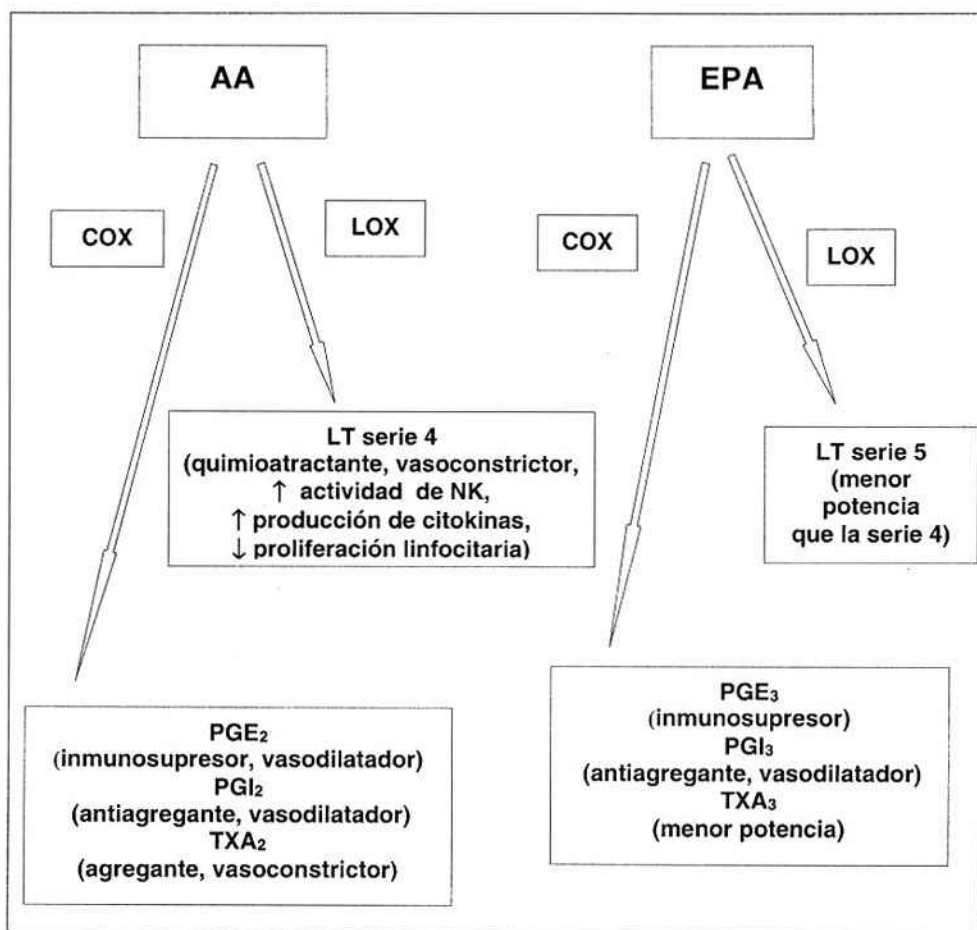 AA
EPA
COX
LOX
COX
LOX
LT serie 4
(quimioatractante, vasoconstrictor,
↑ actividad de NK,
↑ producción de citokinas,
↓ proliferación linfocitaria)
LT serie 5
(menor
potencia
que la serie 4)
PGE₂
(inmunosupresor, vasodilatador)
PGI₂
(antiagregante, vasodilatador)
TXA₂
(agregante, vasoconstrictor)
PGE₃
(inmunosupresor)
PGI₃
(antiagregante, vasodilatador)
TXA₃
(menor potencia)